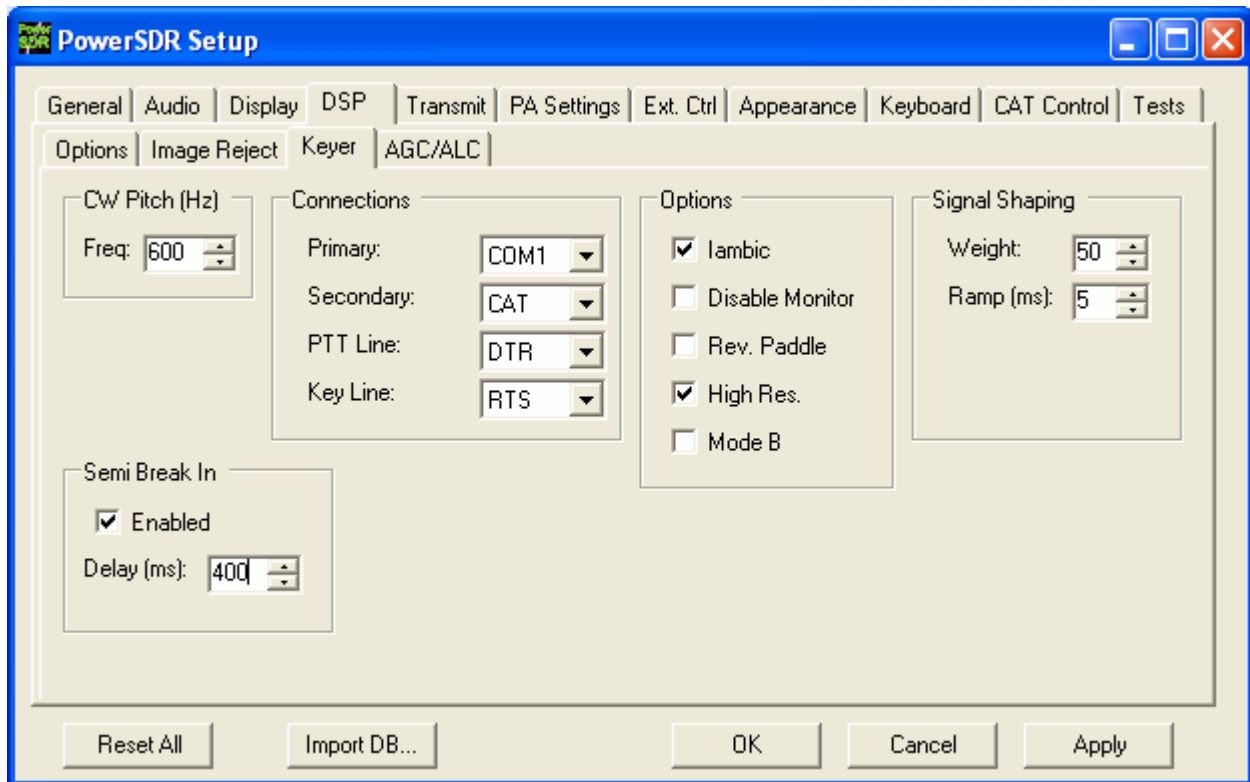 Power SDR PowerSDR Setup
General Audio Display DSP Transmit PA Settings Ext. Ctrl Appearance Keyboard CAT Control Tests
Options Image Reject Keyer AGC/ALC
CW Pitch (Hz)
Freq: 600
Connections
Primary: COM1
Secondary: CAT
PTT Line: DTR
Key Line: RTS
Options
Iambic
Disable Monitor
Rev. Paddle
High Res.
Mode B
Signal Shaping
Weight: 50
Ramp (ms): 5
Semi Break In
Enabled
Delay (ms): 400
Reset All Import DB... OK Cancel Apply